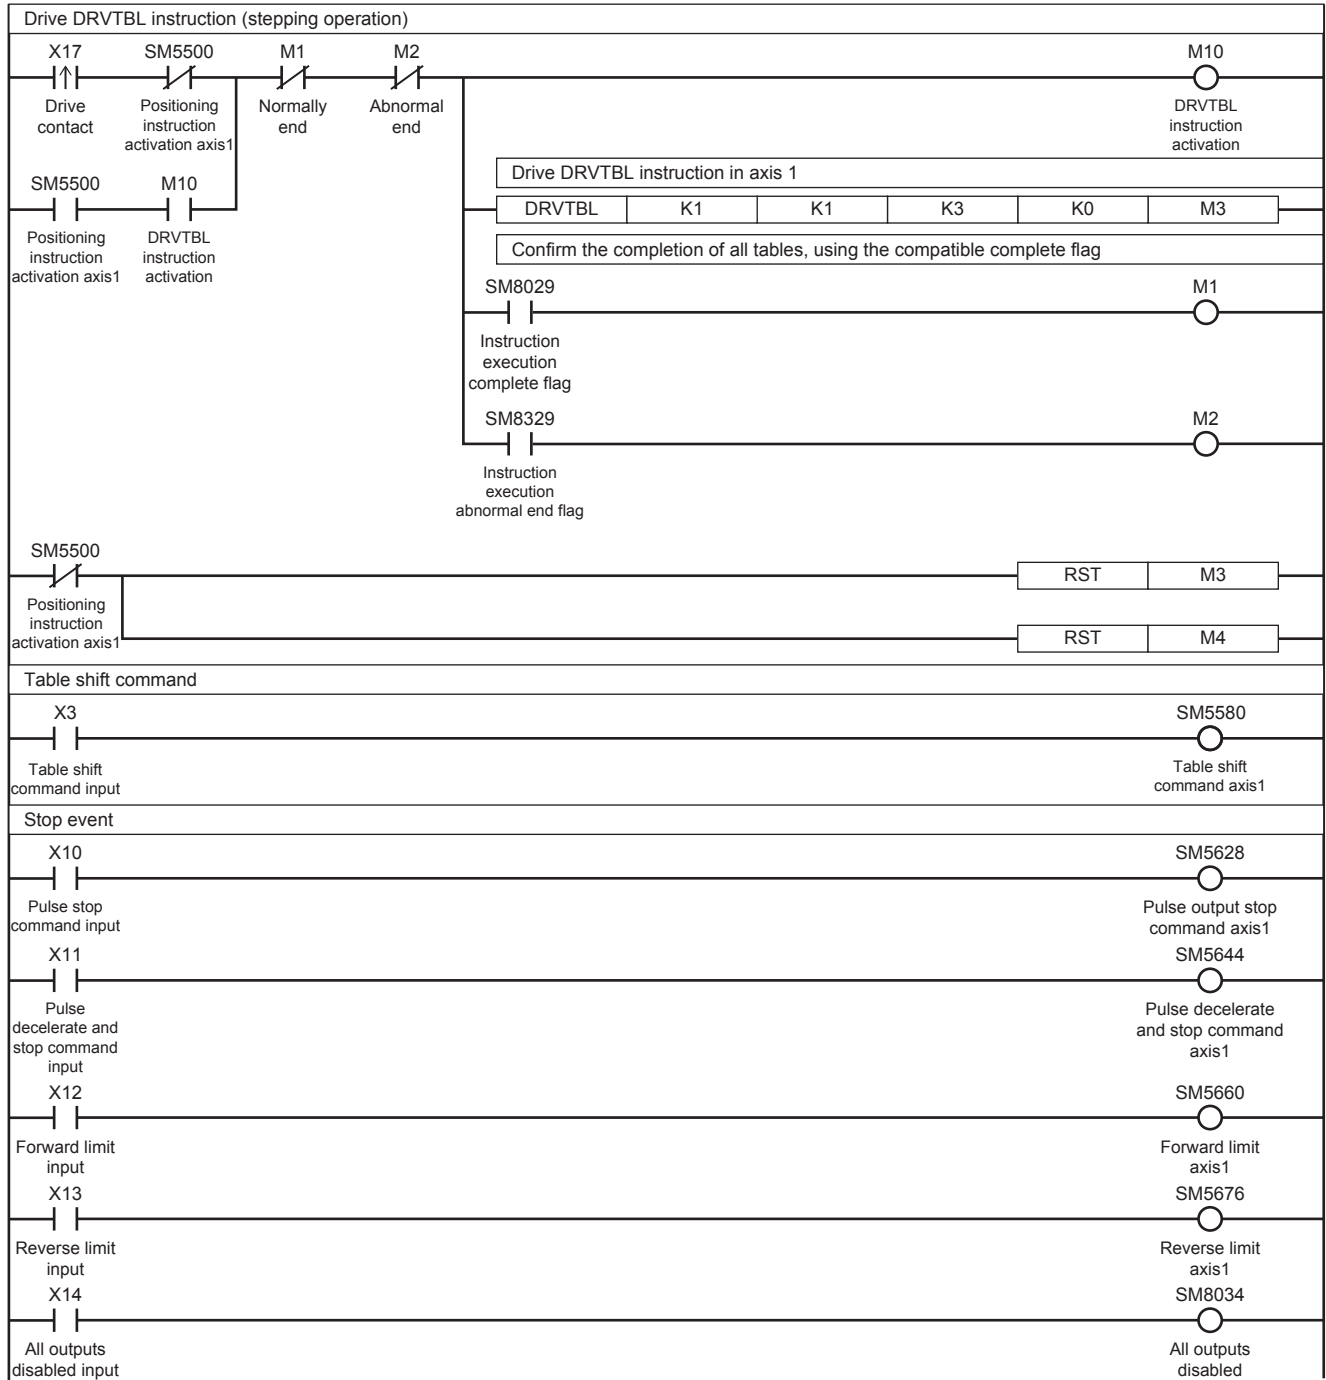 Drive DRVTBL instruction (stepping operation)
X17 SM5500 M1 M2 M10
Drive Positioning Normally Abnormal DRVTBL
contact instruction end end instruction
activation axis1 activation
Drive DRVTBL instruction in axis 1
SM5500 M10
DRVTBL K1 K1 K3 K0 M3
Positioning DRVTBL
instruction instruction
activation axis1 activation
Confirm the completion of all tables, using the compatible complete flag
SM8029 M1
Instruction
execution
complete flag
SM8329 M2
Instruction
execution
abnormal end flag
SM5500
RST M3
Positioning
instruction
activation axis1
RST M4
Table shift command
X3 SM5580
Table shift Table shift
command input command axis1
Stop event
X10 SM5628
Pulse stop Pulse output stop
command input command axis1
X11 SM5644
Pulse Pulse decelerate
decelerate and and stop command
stop command axis1
input
X12 SM5660
Forward limit Forward limit
input axis1
X13 SM5676
Reverse limit Reverse limit
input axis1
X14 SM8034
All outputs All outputs
disabled input disabled